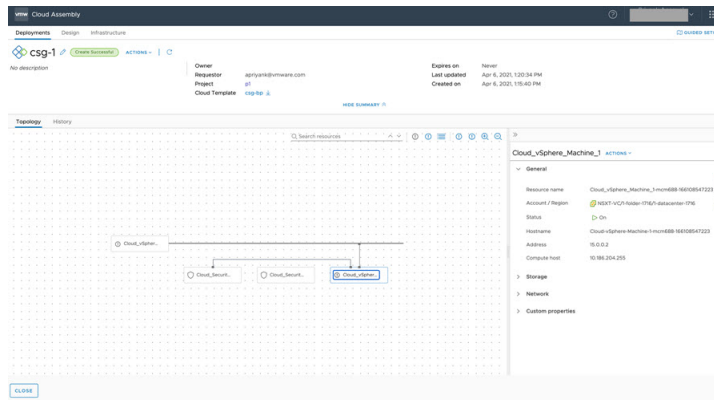 vmw Cloud Assembly
Deployments Design Infrastructure
GUIDED SETU
csg-1 Create Successful ACTIONS
No description
Owner
Requestor apriyank@vmware.com
Project p1
Cloud Template csg-bp
Expires on Never
Last updated Apr 6, 2021, 1:20:34 PM
Created on Apr 6, 2021, 1:15:40 PM
HIDE SUMMARY
Topology History
Search resources
Cloud_vSpher...
Cloud_Securit...
Cloud_Securit...
Cloud_vSpher...
Cloud_vSphere_Machine_1 ACTIONS
General
Resource name Cloud_vSphere_Machine_1-mcm688-166108547223
Account / Region NSXT-VC/1-folder-1716/1-datacenter-1716
Status On
Hostname Cloud-vSphere-Machine-1-mcm688-166108547223
Address 15.0.0.2
Compute host 10.186.204.255
Storage
Network
Custom properties
CLOSE